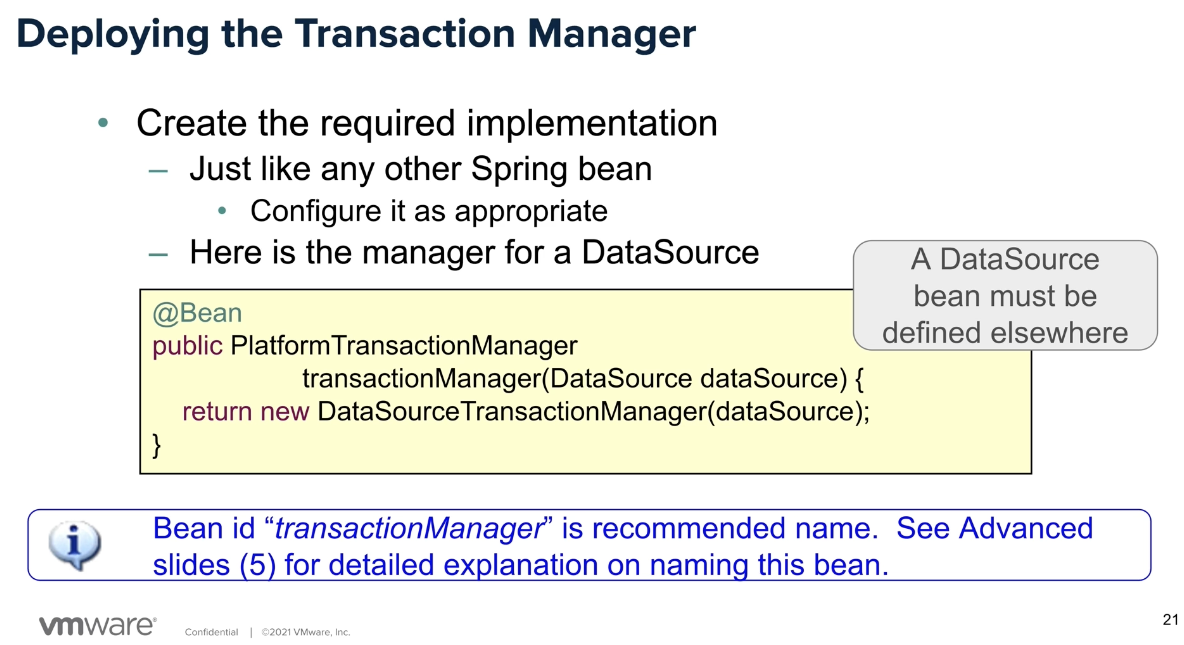 Deploying the Transaction Manager
• Create the required implementation
– Just like any other Spring bean
• Configure it as appropriate
– Here is the manager for a DataSource
A DataSource
bean must be
defined elsewhere
@Bean
public PlatformTransactionManager
transactionManager(DataSource dataSource) {
return new DataSourceTransactionManager(dataSource);
}
Bean id “transactionManager” is recommended name.  See Advanced
slides (5) for detailed explanation on naming this bean.
vmware®
Confidential | ©2021 VMware, Inc.
21